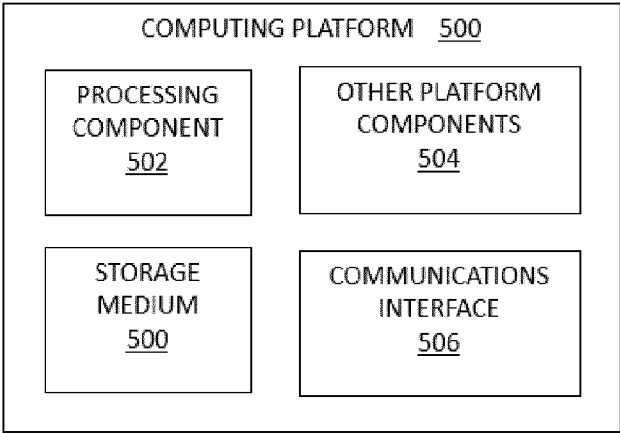 COMPUTING PLATFORM 500
PROCESSING
COMPONENT
502
OTHER PLATFORM
COMPONENTS
504
STORAGE
MEDIUM
500
COMMUNICATIONS
INTERFACE
506